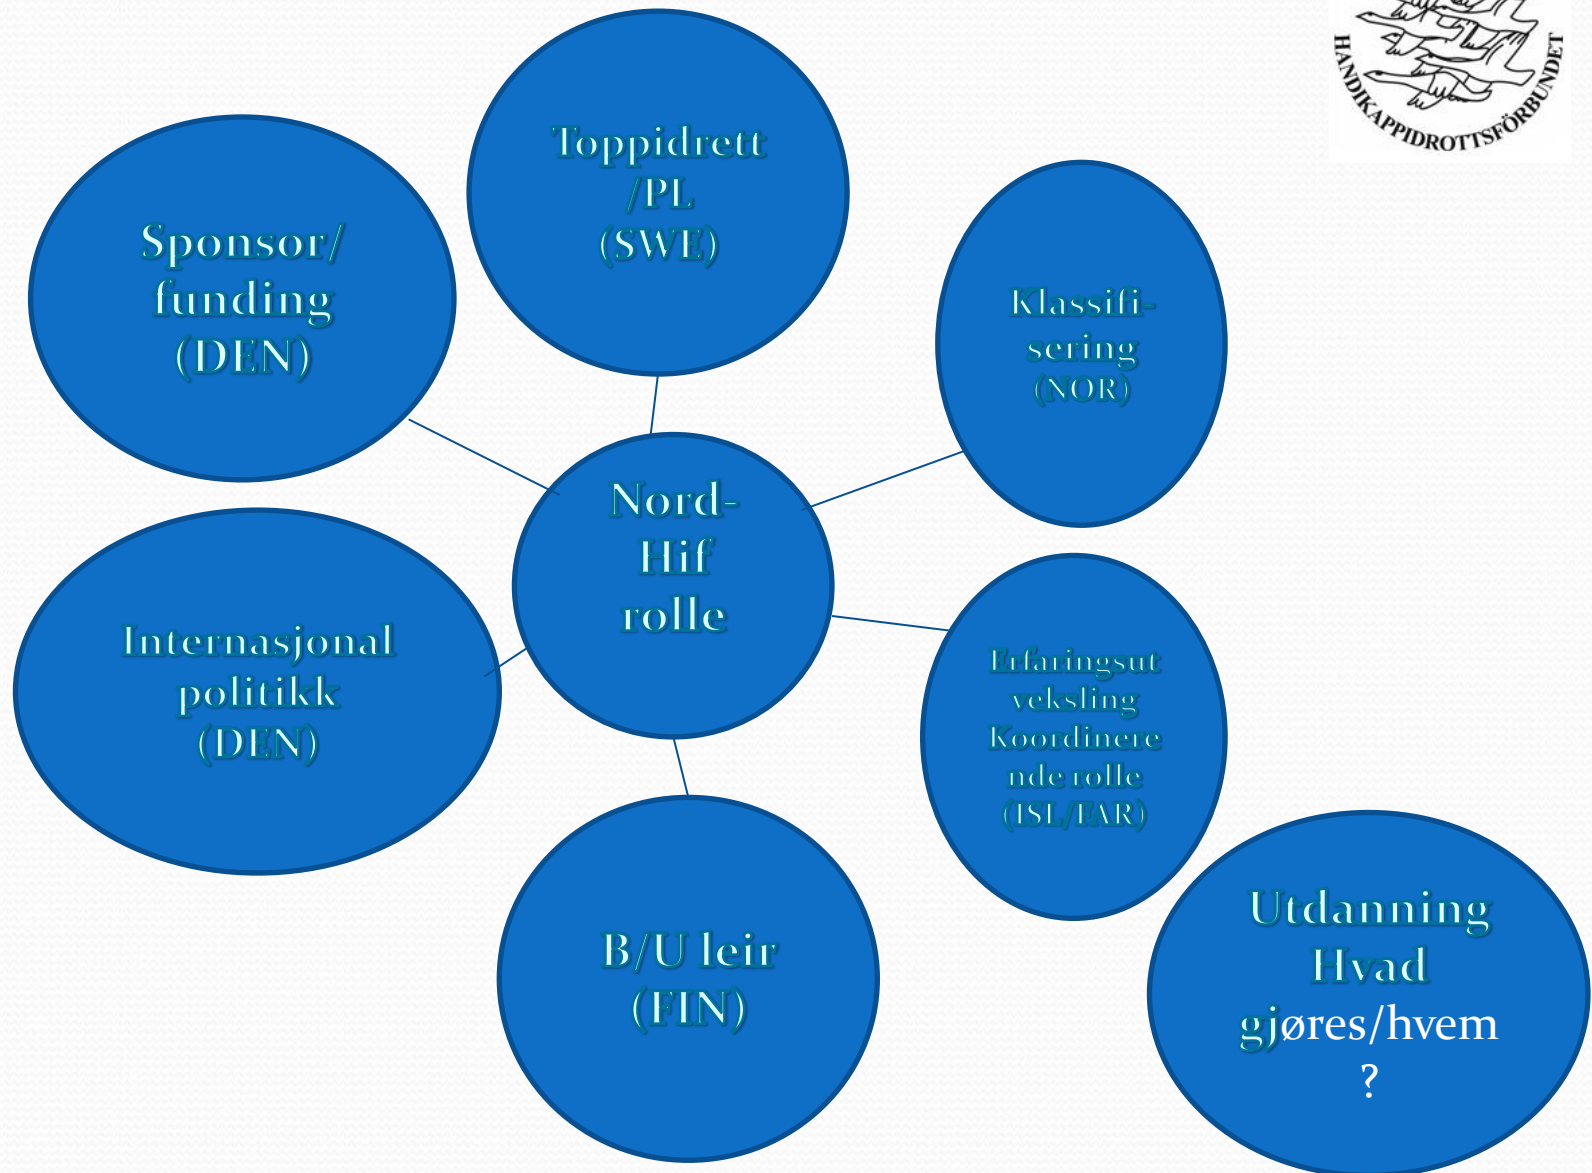 HANDIKAPPIDROTTSFÖRBUNDET
Toppidrett
/PL
(SWE)
Sponsor/
funding
(DEN)
Klassifi-
sering
(NOR)
Nord-
Hif
rolle
Internasjonal
politikk
(DEN)
Erfaringsut
veksling
Koordinere
nde rolle
(ISL/FAR)
B/U leir
(FIN)
Utdanning
Hvad
gjøres/hvem
?